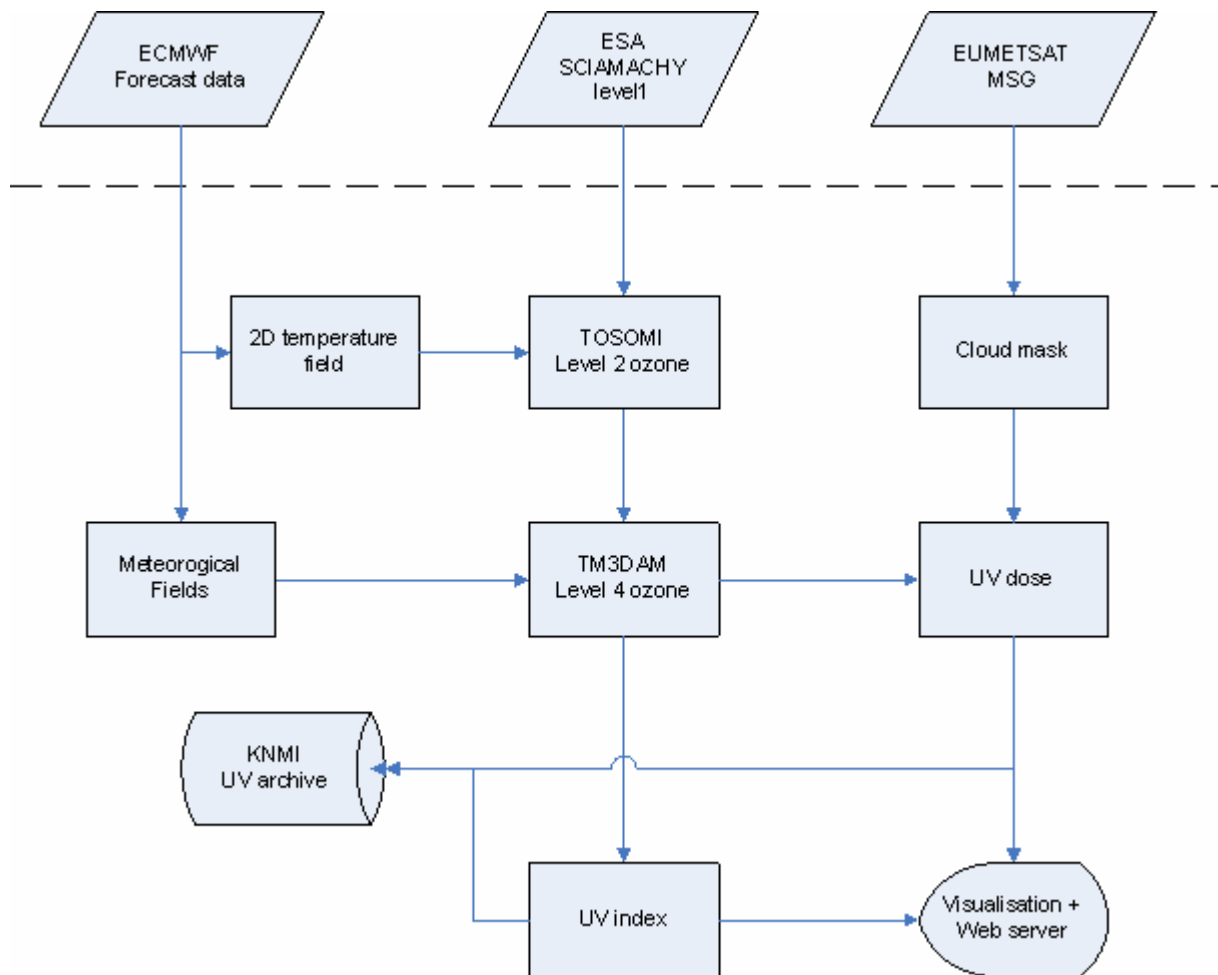 ECMWF
Forecast data
ESA
SCIAMACHY
level1
EUMETSAT
MSG
2D temperature
field
TOSOMI
Level 2 ozone
Cloud mask
Meteorogical
Fields
TM3DAM
Level 4 ozone
UV dose
KNMI
UV archive
UV index
Visualisation +
Web server